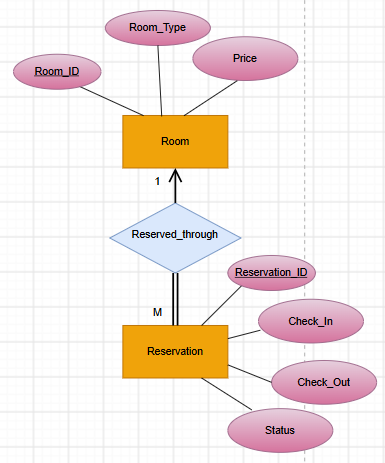 Room_Type
Price
Room_ID
Room
1
Reserved_through
Reservation_ID
M
Check_In
Reservation
Check_Out
Status